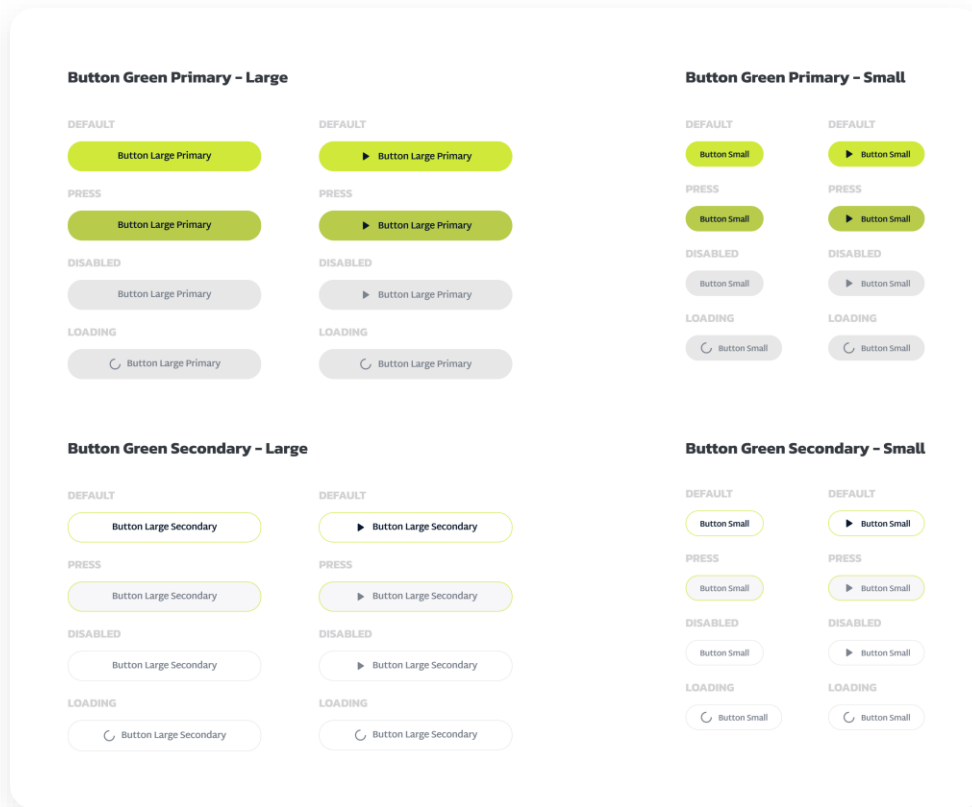 Button Green Primary - Large
DEFAULT
Button Large Primary
PRESS
Button Large Primary
DISABLED
Button Large Primary
LOADING
Button Large Primary
DEFAULT
Button Large Primary
PRESS
Button Large Primary
DISABLED
Button Large Primary
LOADING
Button Large Primary
Button Green Primary - Small
DEFAULT
Button Small
PRESS
Button Small
DISABLED
Button Small
LOADING
Button Small
DEFAULT
Button Small
PRESS
Button Small
DISABLED
Button Small
LOADING
Button Small
Button Green Secondary - Large
DEFAULT
Button Large Secondary
PRESS
Button Large Secondary
DISABLED
Button Large Secondary
LOADING
Button Large Secondary
DEFAULT
Button Large Secondary
PRESS
Button Large Secondary
DISABLED
Button Large Secondary
LOADING
Button Large Secondary
Button Green Secondary - Small
DEFAULT
Button Small
PRESS
Button Small
DISABLED
Button Small
LOADING
Button Small
DEFAULT
Button Small
PRESS
Button Small
DISABLED
Button Small
LOADING
Button Small